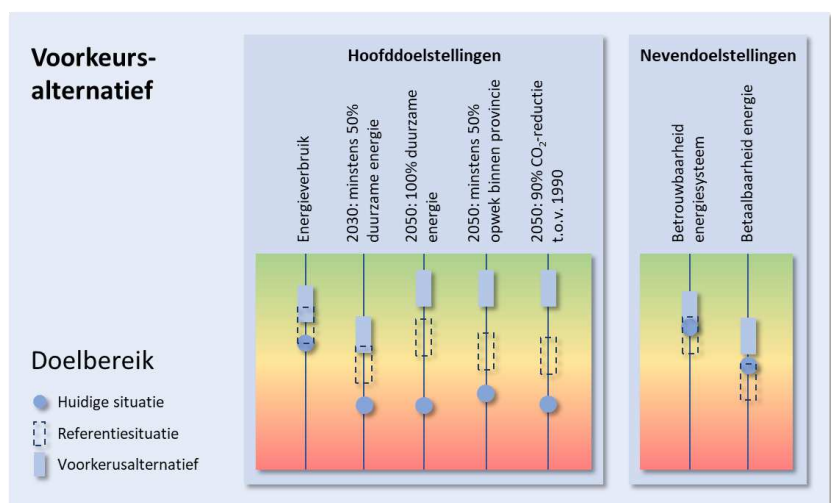 Voorkeurs-
alternatief
Hoofddoelstellingen
Energieverbruik
2030: minstens 50%
duurzame energie
2050: 100% duurzame
energie
2050: minstens 50%
opwek binnen provincie
2050: 90% CO₂-reductie
t.o.v. 1990
Nevendoelstellingen
Betrouwbaarheid
energiesysteem
Betaalbaarheid energie
Doelbereik
Huidige situatie
Referentiesituatie
Voorkerusalternatief